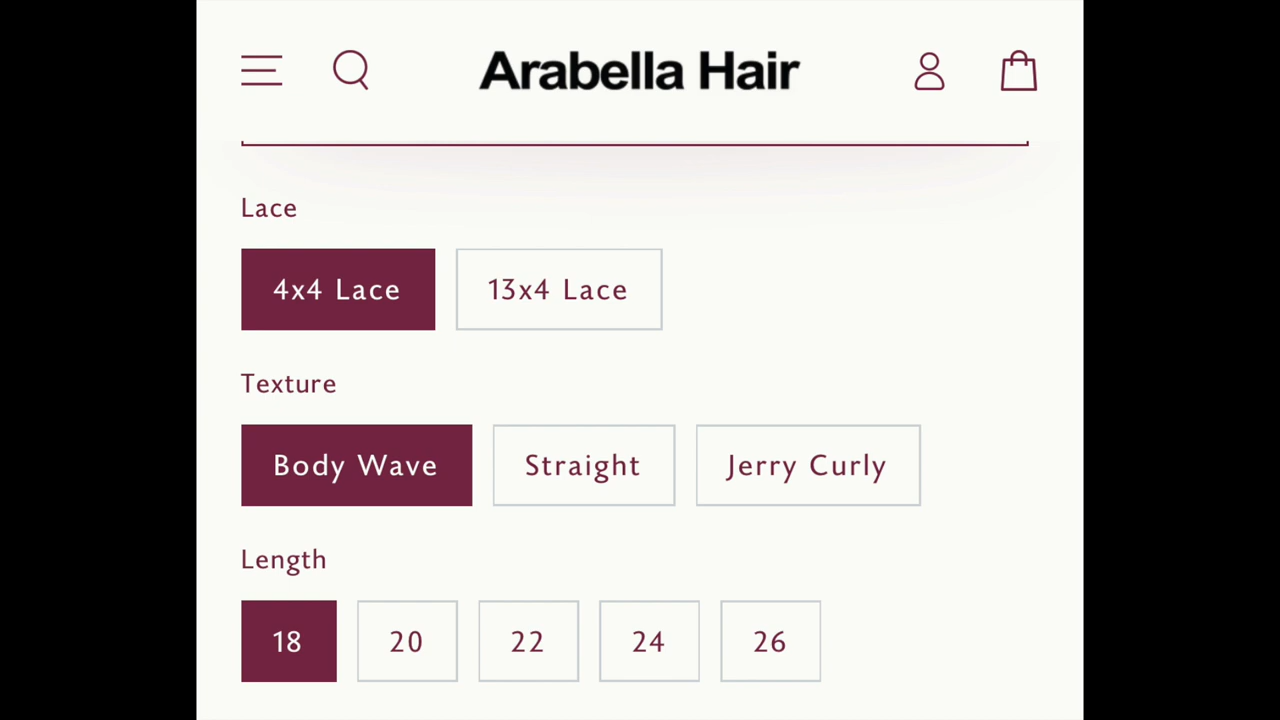 Arabella Hair
Lace
4x4 Lace 13x4 Lace
Texture
Body Wave Straight Jerry Curly
Length
18 20 22 24 26